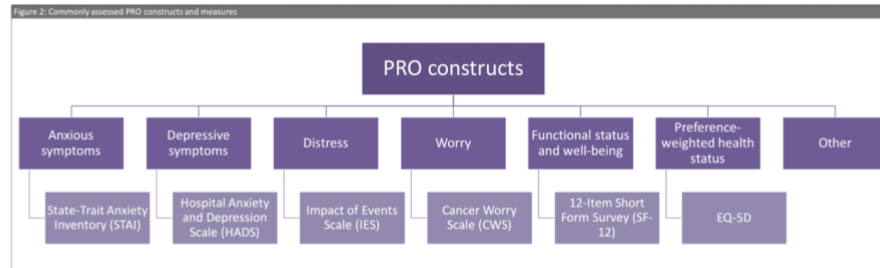 Figure 2: Commonly assessed PRO constructs and measures
PRO constructs
Anxious
symptoms
Depressive
symptoms
Distress
Worry
Functional status
and well-being
Preference-
weighted health
status
Other
State-Trait Anxiety
Inventory (STAI)
Hospital Anxiety
and Depression
Scale (HADS)
Impact of Events
Scale (IES)
Cancer Worry
Scale (CWS)
12-Item Short
Form Survey (SF-
12)
EQ-5D